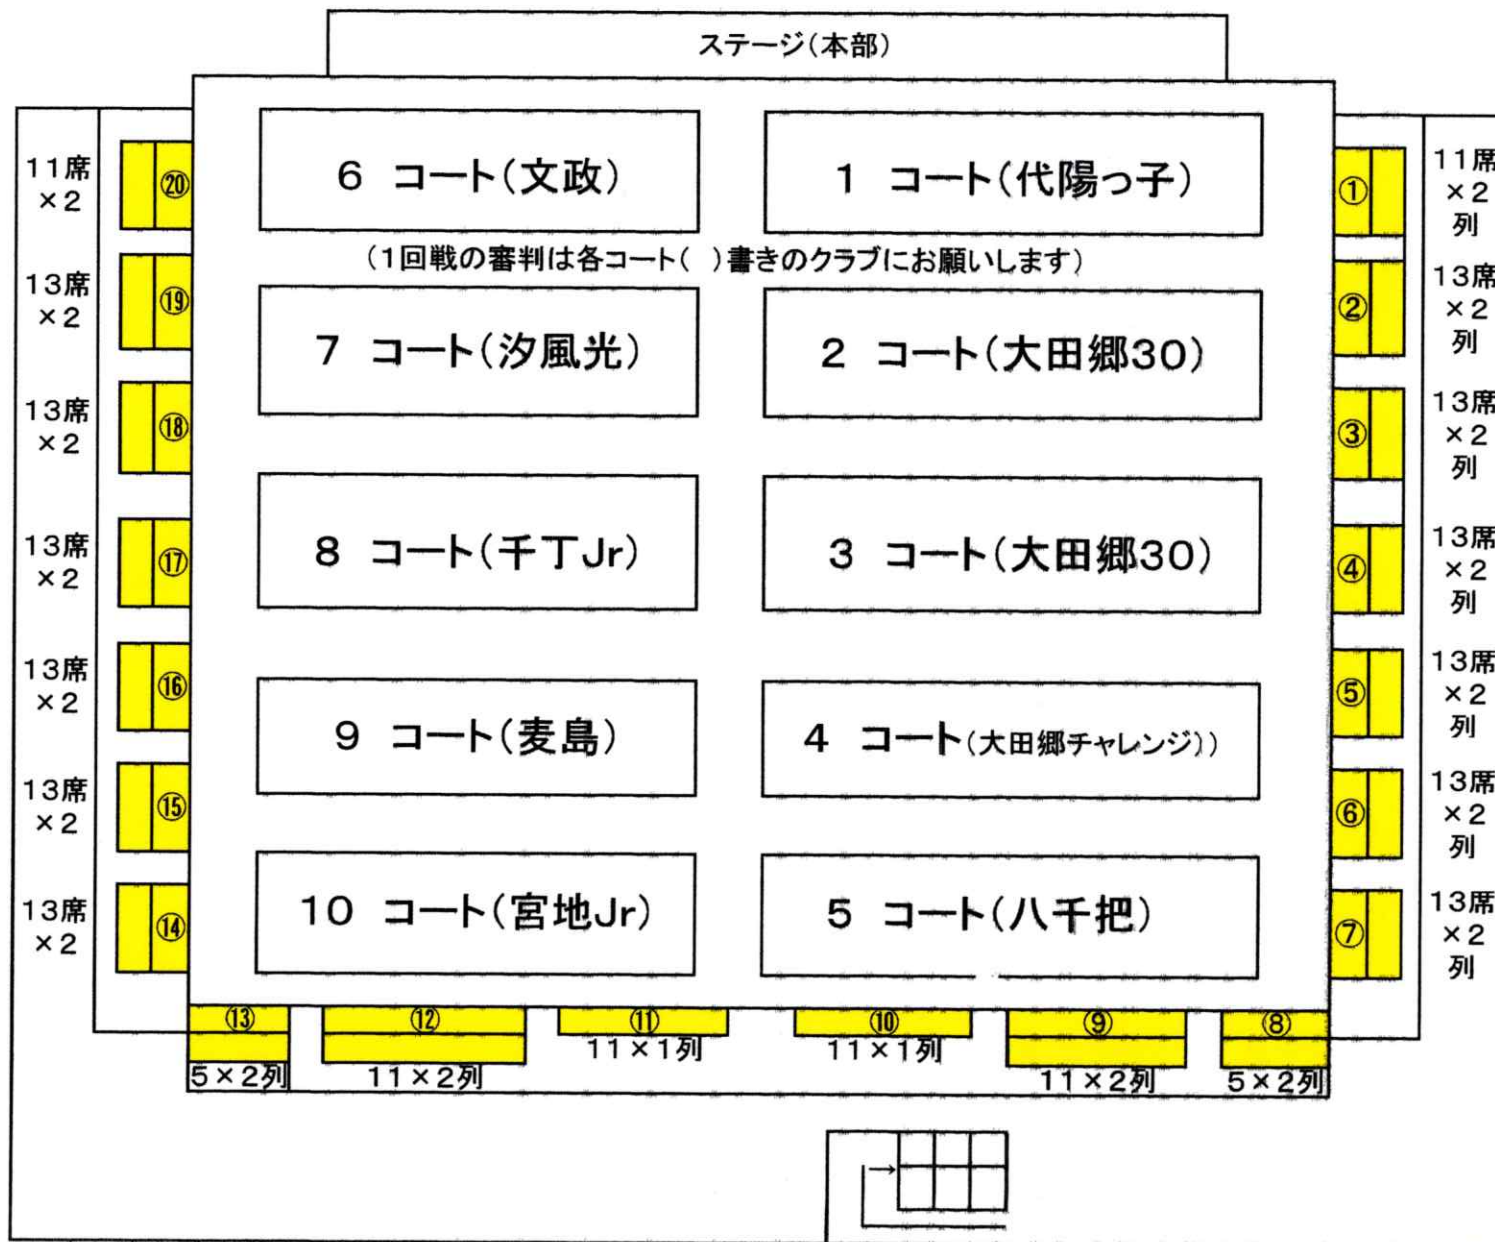 ステージ(本部)
6 コート(文政)
1 コート(代陽っ子)
(1回戦の審判は各コート( )書きのクラブにお願いします)
7 コート(汐風光)
2 コート(大田郷30)
8 コート(千丁Jr)
3 コート(大田郷30)
9 コート(麦島)
4 コート(大田郷チャレンジ))
10 コート(宮地Jr)
5 コート(八千把)
11席
×2
⑳
13席
×2
⑲
13席
×2
⑱
13席
×2
⑰
13席
×2
⑯
13席
×2
⑮
13席
×2
⑭
①
11席
×2
列
②
13席
×2
列
③
13席
×2
列
④
13席
×2
列
⑤
13席
×2
列
⑥
13席
×2
列
⑦
13席
×2
列
⑬
5×2列
⑫
11×2列
⑪
11×1列
⑩
11×1列
⑨
11×2列
⑧
5×2列
→